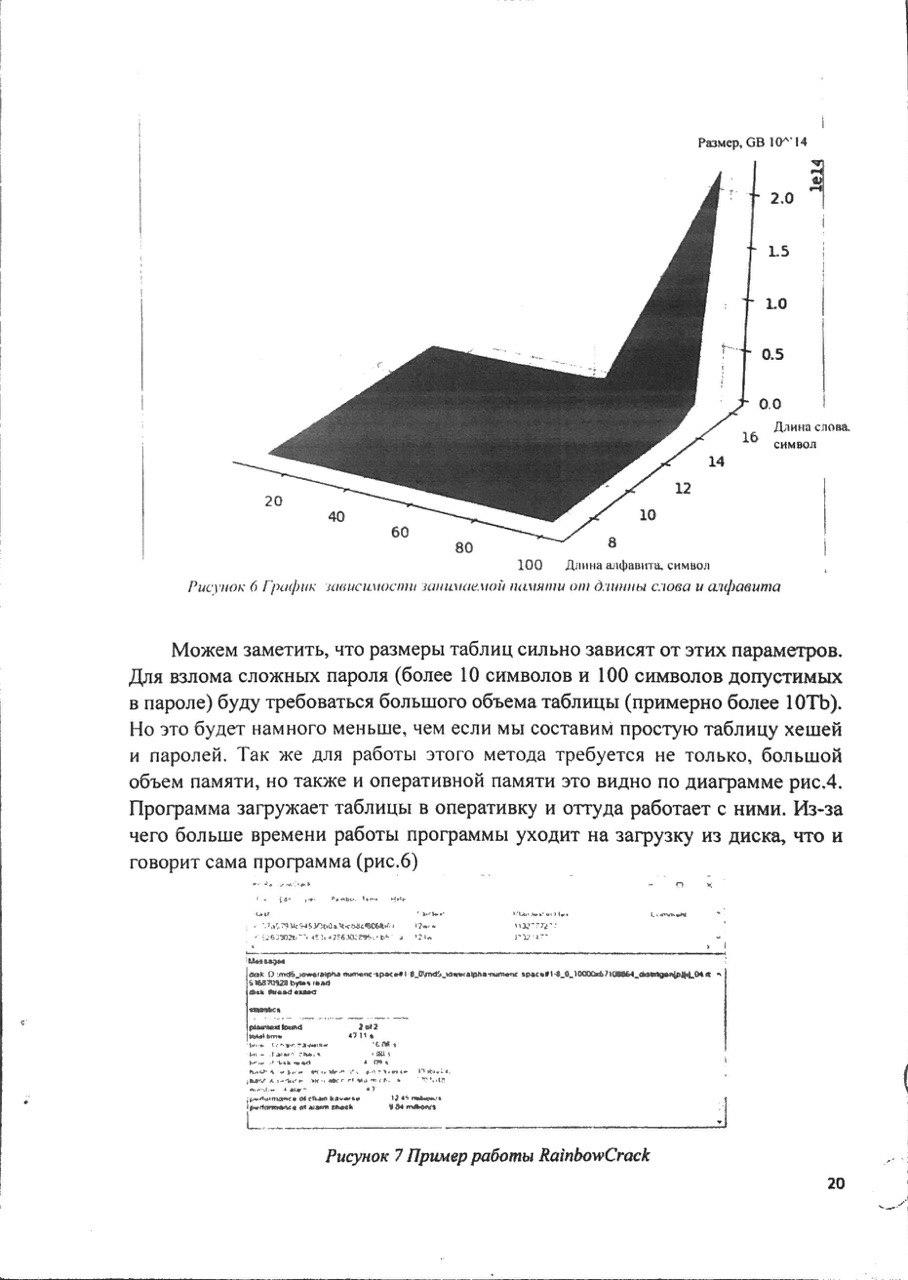 Размер, GB 10^14
1e14
2.0
1.5
1.0
0.5
0.0
Длина слова,
символ
16
14
12
10
8
20
40
60
80
100
Длина алфавита, символ
Рисунок 6 График зависимости занимаемой памяти от длинны слова и алфавита
Можем заметить, что размеры таблиц сильно зависят от этих параметров.
Для взлома сложных пароля (более 10 символов и 100 символов допустимых
в пароле) буду требоваться большого объема таблицы (примерно более 10Tb).
Но это будет намного меньше, чем если мы составим простую таблицу хешей
и паролей. Так же для работы этого метода требуется не только, большой
объем памяти, но также и оперативной памяти это видно по диаграмме рис.4.
Программа загружает таблицы в оперативку и оттуда работает с ними. Из-за
чего больше времени работы программы уходит на загрузку из диска, что и
говорит сама программа (рис.6)
Help
Comment
Messages
516870928 bytes read
disk thread exited
statistics
plaintext found 2 of 2
total time 47.11 s
performance of chain traverse 12.45 million/s
performance of alarm check 9.84 million/s
Рисунок 7 Пример работы RainbowCrack
20